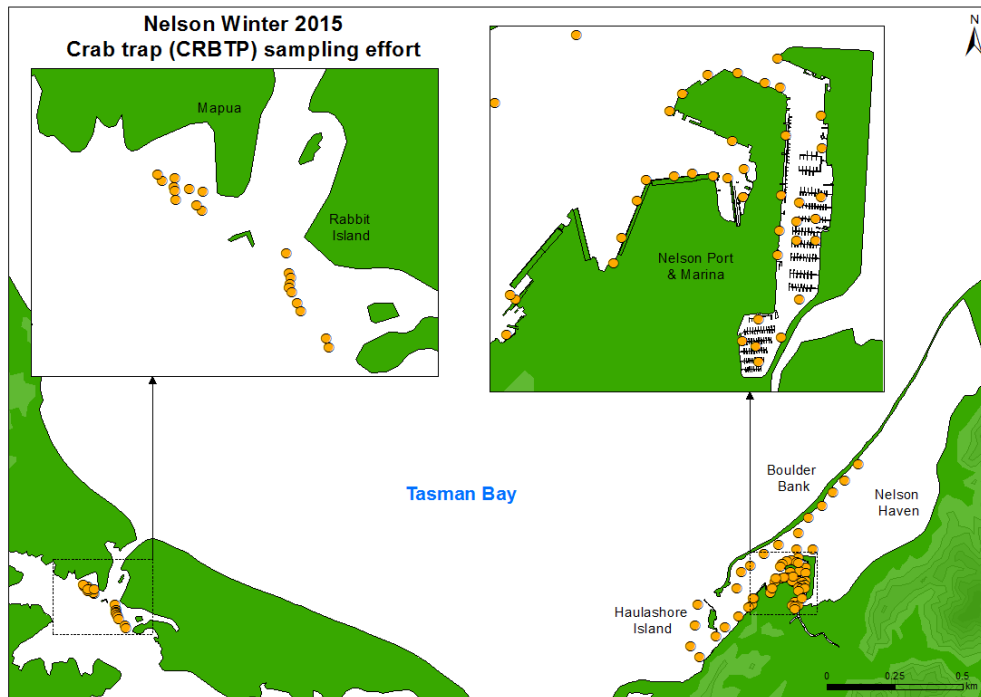 Nelson Winter 2015
Crab trap (CRBTP) sampling effort
N
Mapua
Rabbit
Island
Nelson Port
& Marina
Tasman Bay
Boulder
Bank
Nelson
Haven
Haulashore
Island
0 0.25 0.5
km